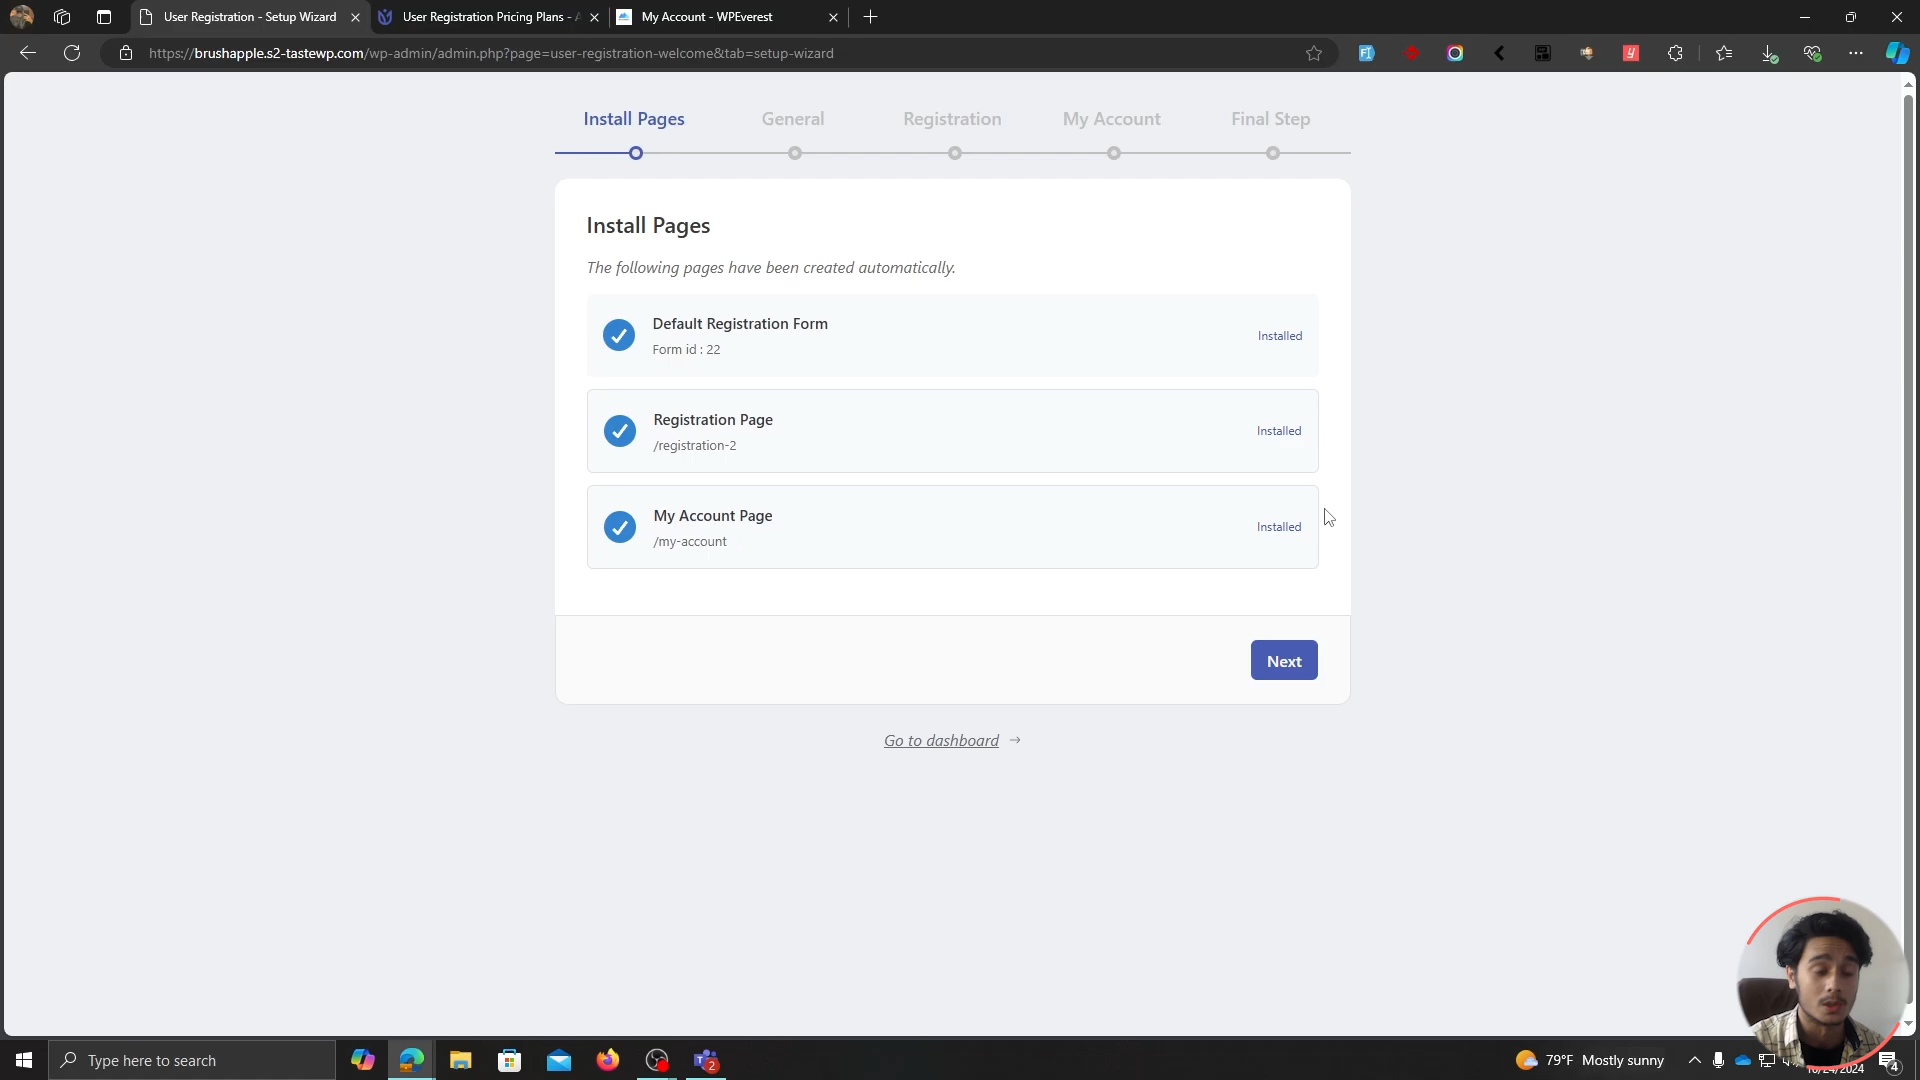 User Registration - Setup Wizard
User Registration Pricing Plans - A
My Account - WPEverest
https://brushapple.s2-tastewp.com/wp-admin/admin.php?page=user-registration-welcome&tab=setup-wizard
Install Pages
General
Registration
My Account
Final Step
Install Pages
The following pages have been created automatically.
Default Registration Form
Form id : 22
Installed
Registration Page
/registration-2
Installed
My Account Page
/my-account
Installed
Next
Go to dashboard →
Type here to search
2
79°F Mostly sunny
10/24/2024
4